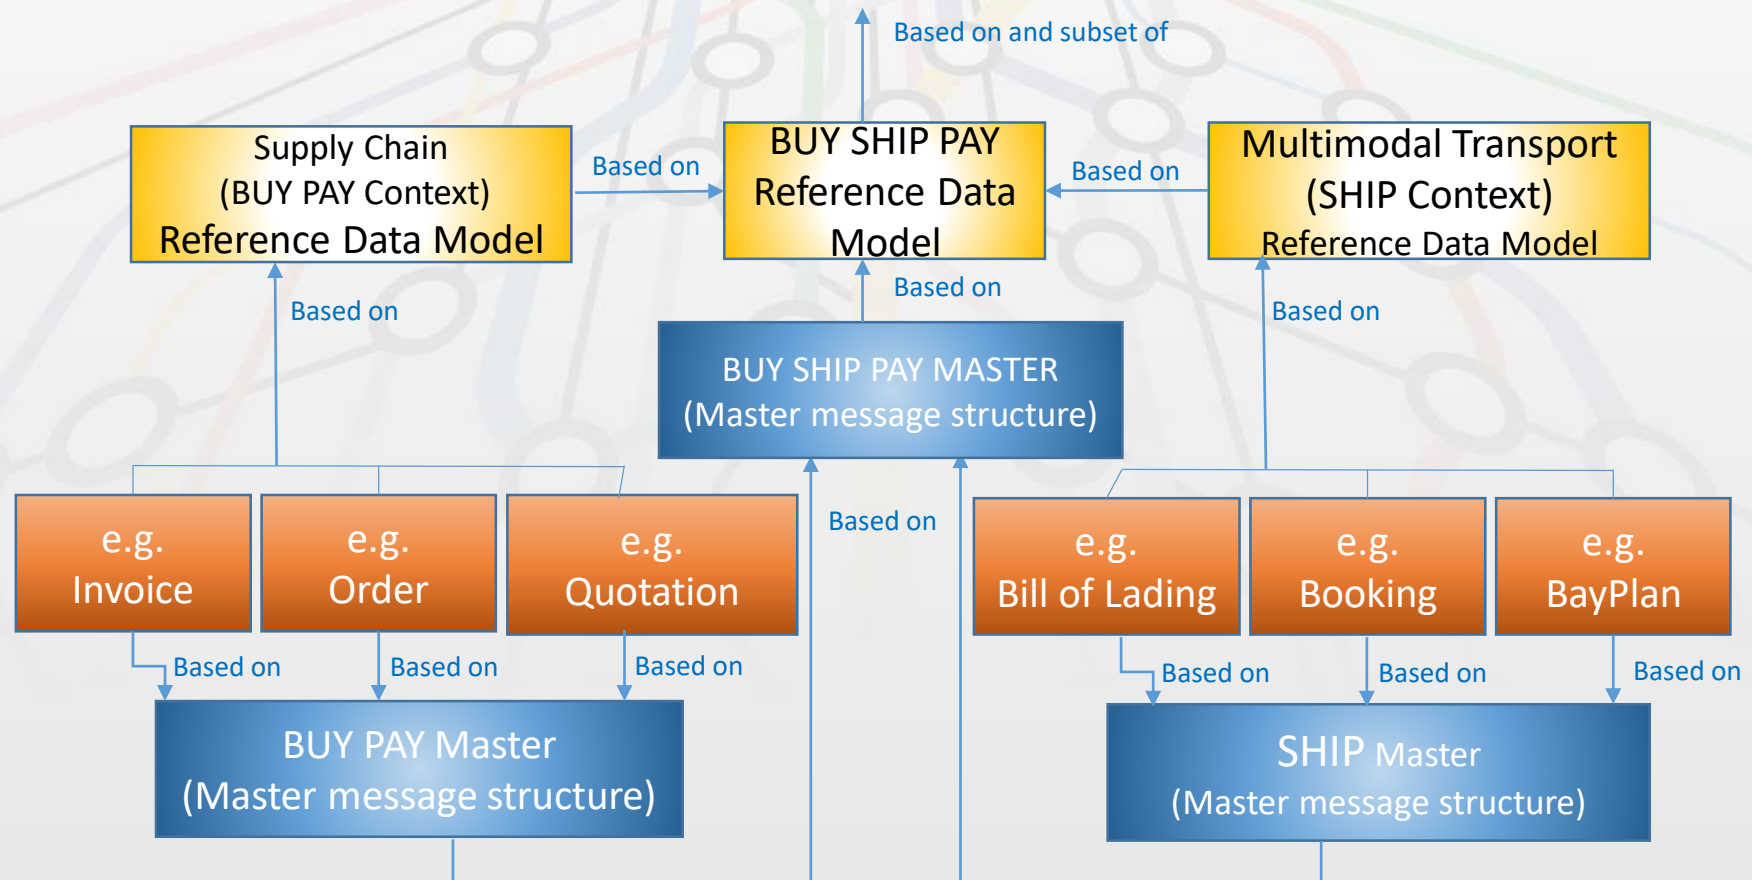 Based on and subset of
Supply Chain
(BUY PAY Context)
Reference Data Model
Based on
BUY SHIP PAY
Reference Data
Model
Based on
Multimodal Transport
(SHIP Context)
Reference Data Model
Based on
Based on
Based on
BUY SHIP PAY MASTER
(Master message structure)
e.g.
Invoice
e.g.
Order
e.g.
Quotation
Based on
e.g.
Bill of Lading
e.g.
Booking
e.g.
BayPlan
Based on
Based on
Based on
Based on
Based on
Based on
BUY PAY Master
(Master message structure)
SHIP Master
(Master message structure)